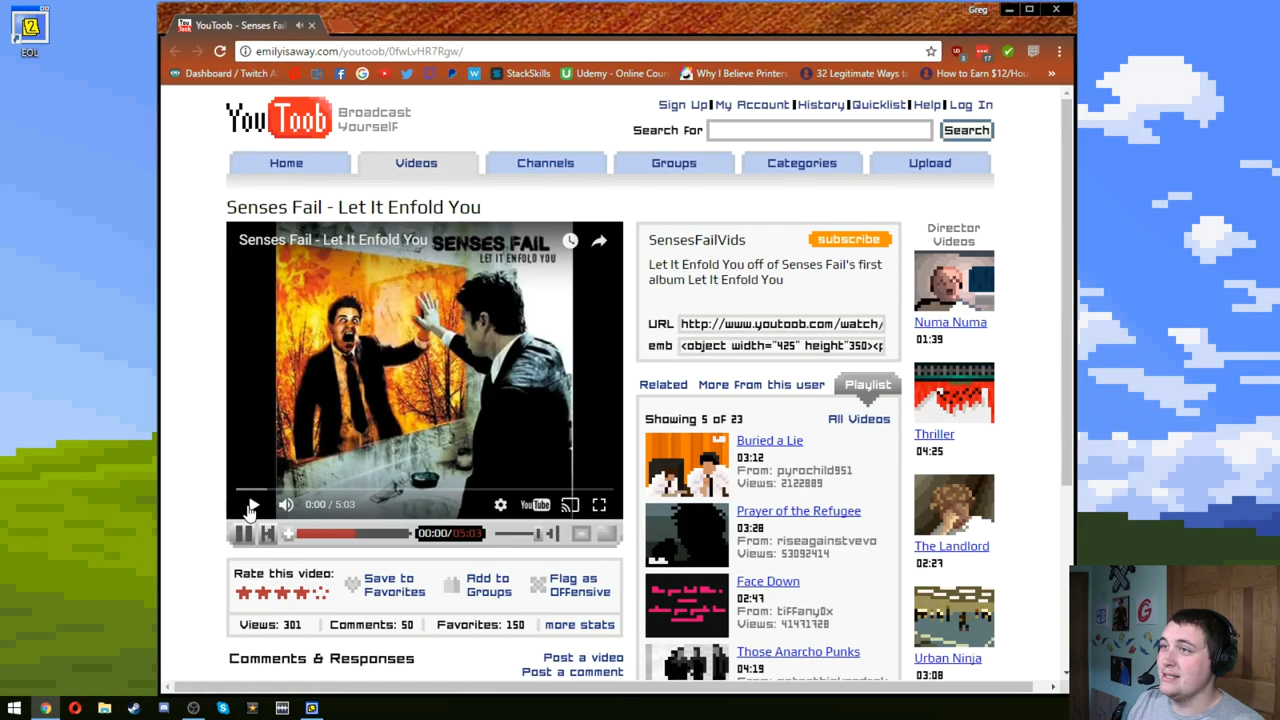 EOL
YouToob - Senses Fail
Greg
emilyisaway.com/youtoob/0fwLvHR7Rgw/
Dashboard / Twitch
StackSkills
Udemy - Online Cour
Why I Believe Printers
32 Legitimate Ways to
How to Earn $12/Hou
YouToob
Broadcast
Yourself
Sign Up My Account History Quicklist Help Log In
Search for
Search
Home Videos Channels Groups Categories Upload
Senses Fail - Let It Enfold You
Senses Fail - Let It Enfold You
SENSES FAIL
LET IT ENFOLD YOU
0:00 / 5:03
YouTube
00:00/05:03
Rate this video:
Save to
Favorites
Add to
Groups
Flag as
Offensive
Views: 301 Comments: 50 Favorites: 150 more stats
Comments & Responses
Post a video
Post a comment
SensesFailVids
subscribe
Let It Enfold You off of Senses Fail's first
album Let It Enfold You
URL http://www.youtoob.com/watch/
emb <object width="425" height"350><p
Related More from this user Playlist
Showing 5 of 23
All Videos
Buried a Lie
03:12
From: pyrochild951
Views: 2122889
Prayer of the Refugee
03:28
From: riseagainstvevo
Views: 53092414
Face Down
02:47
From: tiffany0x
Views: 41471728
Those Anarcho Punks
04:19
Director
Videos
Numa Numa
01:39
Thriller
04:25
The Landlord
02:27
Urban Ninja
03:08